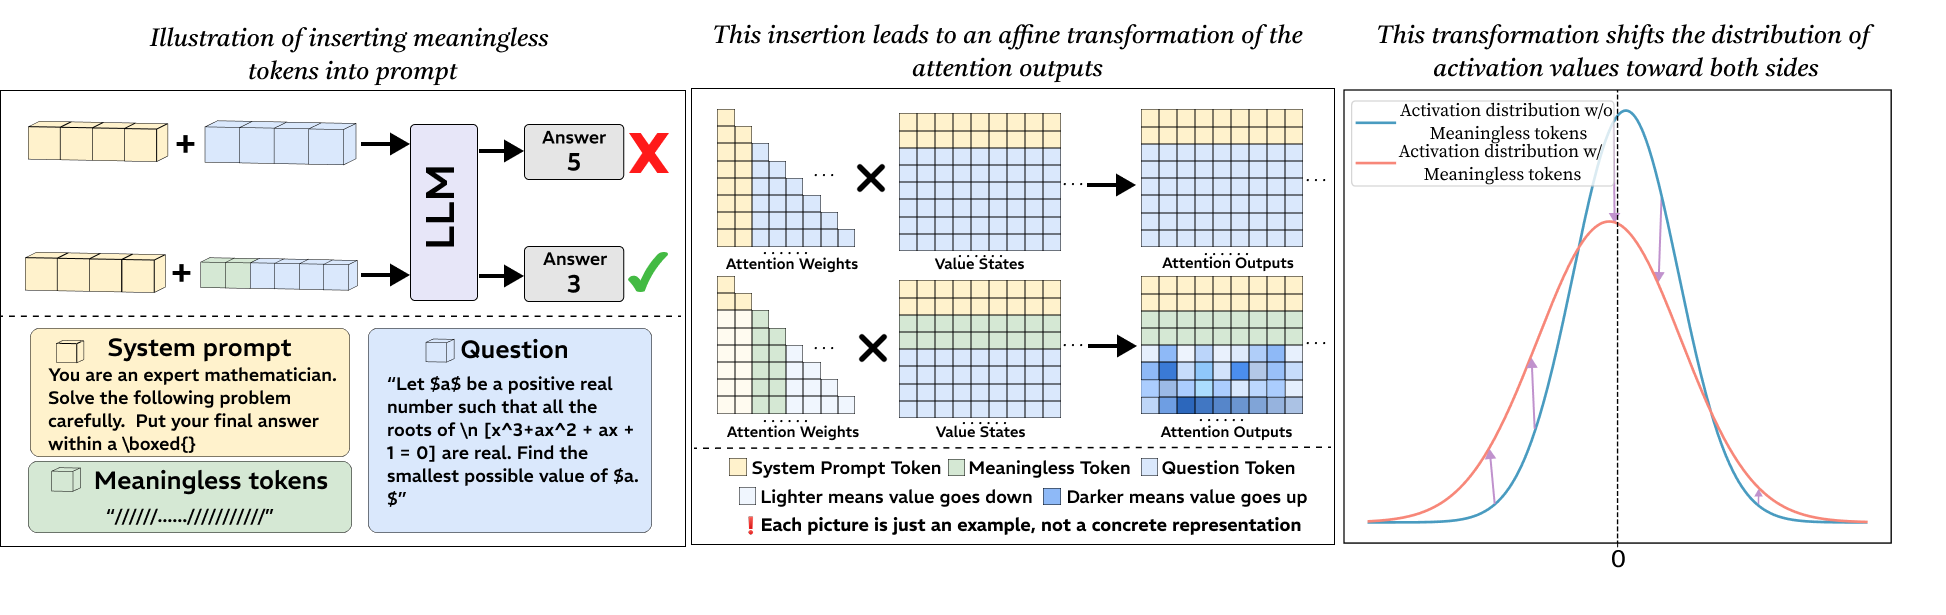 Illustration of inserting meaningless
tokens into prompt
+
LLM
Answer
5
X
+
Answer
3
System prompt
You are an expert mathematician.
Solve the following problem
carefully. Put your final answer
within a \boxed{}
Meaningless tokens
“//////......///////////”
Question
“Let $a$ be a positive real
number such that all the
roots of \n [x^3+ax^2 + ax +
1 = 0] are real. Find the
smallest possible value of $a.
$”
This insertion leads to an affine transformation of the
attention outputs
...
×
...
...
......
......
......
Attention Weights
Value States
Attention Outputs
...
×
...
...
......
......
......
Attention Weights
Value States
Attention Outputs
System Prompt Token
Meaningless Token
Question Token
Lighter means value goes down
Darker means value goes up
❗Each picture is just an example, not a concrete representation
This transformation shifts the distribution of
activation values toward both sides
Activation distribution w/o
Meaningless tokens
Activation distribution w/
Meaningless tokens
0